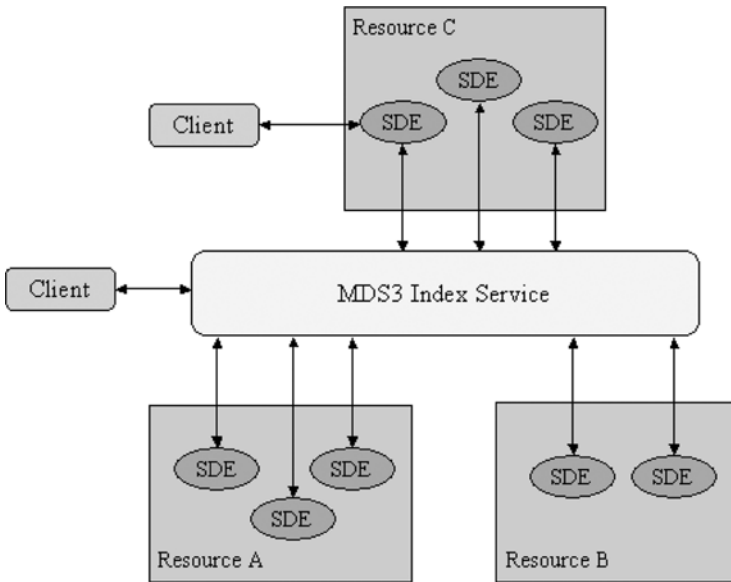 Resource C
SDE
Client
SDE
SDE
Client
MDS3 Index Service
SDE
SDE
SDE
SDE
SDE
Resource A
Resource B